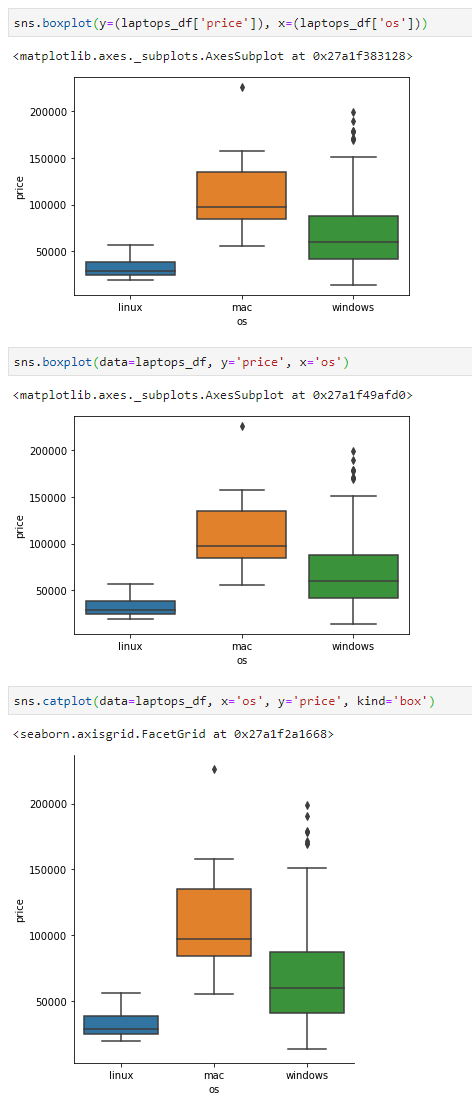 sns.boxplot(y=(laptops_df['price']), x=(laptops_df['os']))
<matplotlib.axes._subplots.AxesSubplot at 0x27a1f383128>
200000
150000
100000
50000
price
linux mac windows
os
sns.boxplot(data=laptops_df, y='price', x='os')
<matplotlib.axes._subplots.AxesSubplot at 0x27a1f49afd0>
200000
150000
100000
50000
price
linux mac windows
os
sns.catplot(data=laptops_df, x='os', y='price', kind='box')
<seaborn.axisgrid.FacetGrid at 0x27a1f2a1668>
200000
150000
100000
50000
price
linux mac windows
os